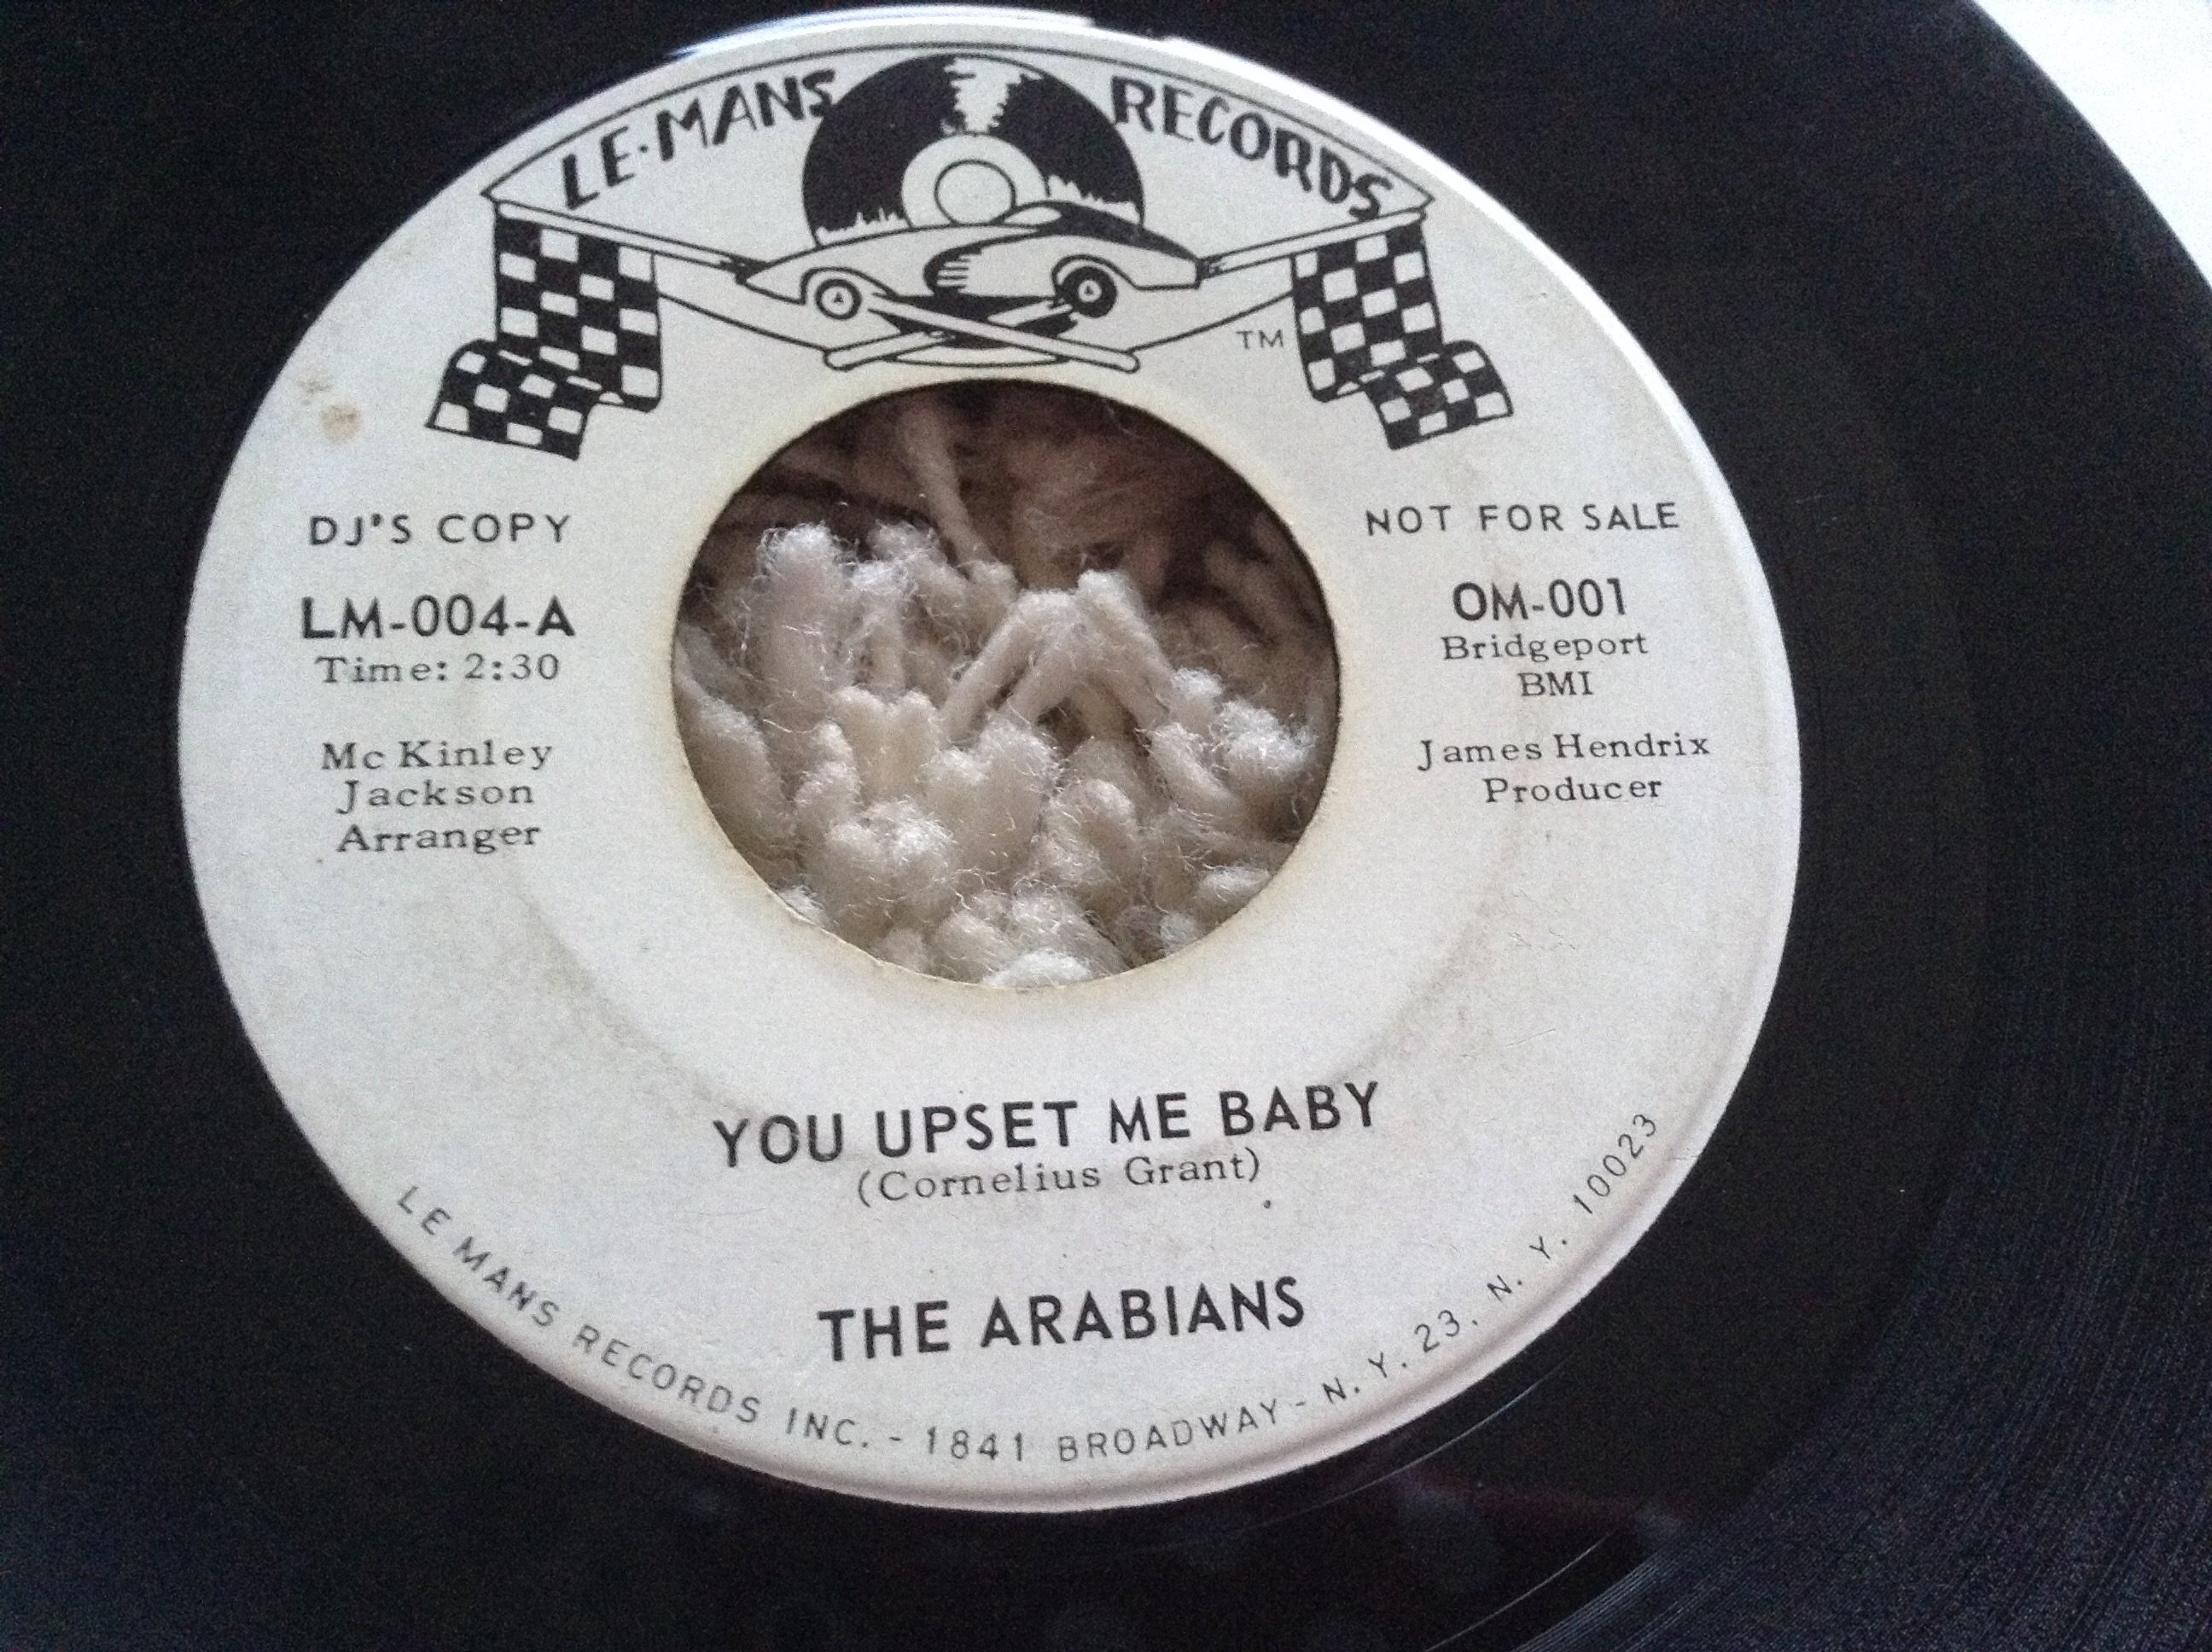 LE·MANS RECORDS
TM
DJ'S COPY
LM-004-A
Time: 2:30
Mc Kinley
Jackson
Arranger
NOT FOR SALE
OM-001
Bridgeport
BMI
James Hendrix
Producer
YOU UPSET ME BABY
(Cornelius Grant)
THE ARABIANS
LE MANS RECORDS INC. - 1841 BROADWAY - N. Y. 23, N. Y. 10023